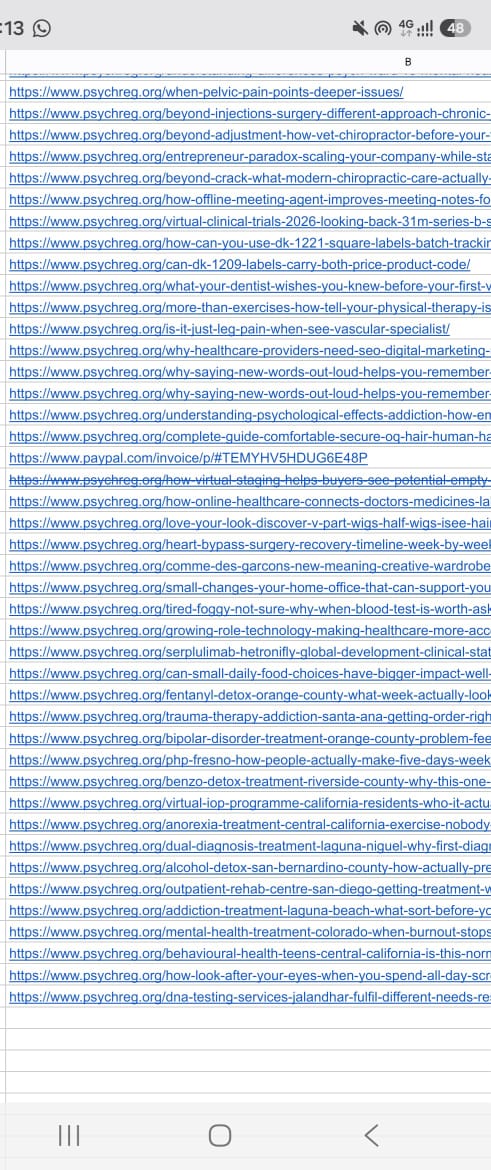 :13
4G
48
B
https://www.psychreg.org/understanding-differences-psych-ward-vs-mental-heal
https://www.psychreg.org/when-pelvic-pain-points-deeper-issues/
https://www.psychreg.org/beyond-injections-surgery-different-approach-chronic-
https://www.psychreg.org/beyond-adjustment-how-vet-chiropractor-before-your-
https://www.psychreg.org/entrepreneur-paradox-scaling-your-company-while-sta
https://www.psychreg.org/beyond-crack-what-modern-chiropractic-care-actually-
https://www.psychreg.org/how-offline-meeting-agent-improves-meeting-notes-fo
https://www.psychreg.org/virtual-clinical-trials-2026-looking-back-31m-series-b-s
https://www.psychreg.org/how-can-you-use-dk-1221-square-labels-batch-trackin
https://www.psychreg.org/can-dk-1209-labels-carry-both-price-product-code/
https://www.psychreg.org/what-your-dentist-wishes-you-knew-before-your-first-v
https://www.psychreg.org/more-than-exercises-how-tell-your-physical-therapy-is
https://www.psychreg.org/is-it-just-leg-pain-when-see-vascular-specialist/
https://www.psychreg.org/why-healthcare-providers-need-seo-digital-marketing-
https://www.psychreg.org/why-saying-new-words-out-loud-helps-you-remember-
https://www.psychreg.org/why-saying-new-words-out-loud-helps-you-remember-
https://www.psychreg.org/understanding-psychological-effects-addiction-how-em
https://www.psychreg.org/complete-guide-comfortable-secure-oq-hair-human-ha
https://www.paypal.com/invoice/p/#TEMYHV5HDUG6E48P
https://www.psychreg.org/how-virtual-staging-helps-buyers-see-potential-empty-
https://www.psychreg.org/how-online-healthcare-connects-doctors-medicines-la
https://www.psychreg.org/love-your-look-discover-v-part-wigs-half-wigs-isee-hai
https://www.psychreg.org/heart-bypass-surgery-recovery-timeline-week-by-week
https://www.psychreg.org/comme-des-garcons-new-meaning-creative-wardrobe
https://www.psychreg.org/small-changes-your-home-office-that-can-support-you
https://www.psychreg.org/tired-foggy-not-sure-why-when-blood-test-is-worth-ask
https://www.psychreg.org/growing-role-technology-making-healthcare-more-acc
https://www.psychreg.org/serplulimab-hetronifly-global-development-clinical-stat
https://www.psychreg.org/can-small-daily-food-choices-have-bigger-impact-well-
https://www.psychreg.org/fentanyl-detox-orange-county-what-week-actually-look
https://www.psychreg.org/trauma-therapy-addiction-santa-ana-getting-order-righ
https://www.psychreg.org/bipolar-disorder-treatment-orange-county-problem-fee
https://www.psychreg.org/php-fresno-how-people-actually-make-five-days-week
https://www.psychreg.org/benzo-detox-treatment-riverside-county-why-this-one-
https://www.psychreg.org/virtual-iop-programme-california-residents-who-it-actu
https://www.psychreg.org/anorexia-treatment-central-california-exercise-nobody
https://www.psychreg.org/dual-diagnosis-treatment-laguna-niguel-why-first-diag
https://www.psychreg.org/alcohol-detox-san-bernardino-county-how-actually-pre
https://www.psychreg.org/outpatient-rehab-centre-san-diego-getting-treatment-w
https://www.psychreg.org/addiction-treatment-laguna-beach-what-sort-before-yo
https://www.psychreg.org/mental-health-treatment-colorado-when-burnout-stops
https://www.psychreg.org/behavioural-health-teens-central-california-is-this-norm
https://www.psychreg.org/how-look-after-your-eyes-when-you-spend-all-day-scr
https://www.psychreg.org/dna-testing-services-jalandhar-fulfil-different-needs-re